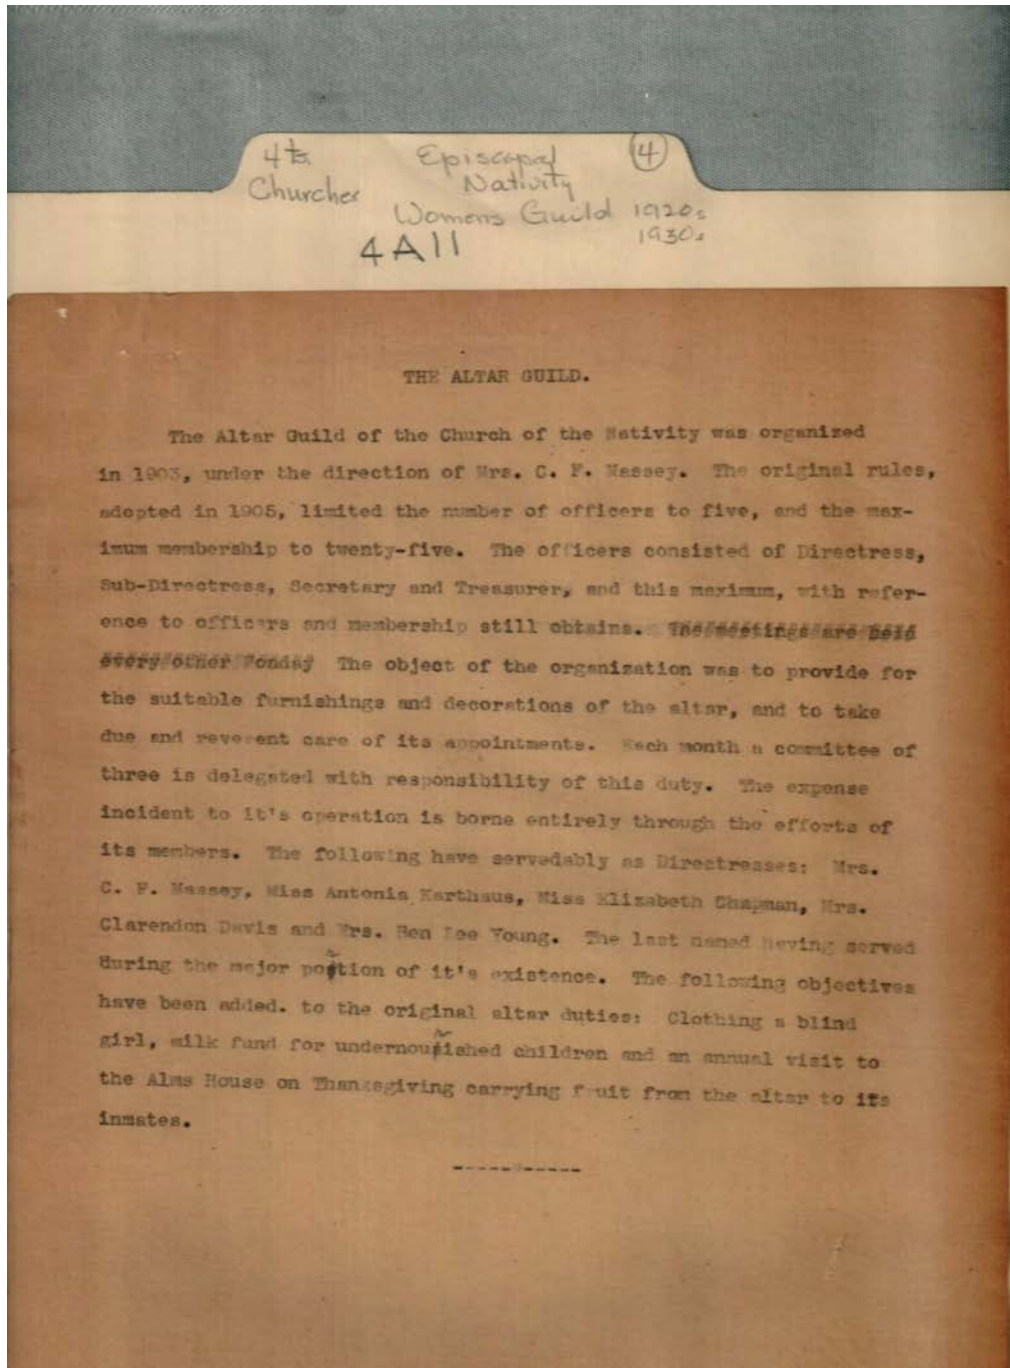 4ts Episcopal 4
Churches Nativity
Womens Guild 1920s
1930s
4A11
THE ALTAR GUILD.
The Altar Guild of the Church of the Nativity was organized
in 1903, under the direction of Mrs. C. F. Massey. The original rules,
adopted in 1905, limited the number of officers to five, and the max-
imum membership to twenty-five. The officers consisted of Directress,
Sub-Directress, Secretary and Treasurer, and this maximum, with refer-
ence to officers and membership still obtains. The meetings are held
every other Monday The object of the organization was to provide for
the suitable furnishings and decorations of the altar, and to take
due and reverent care of its appointments. Each month a committee of
three is delegated with responsibility of this duty. The expense
incident to it's operation is borne entirely through the efforts of
its members. The following have servedably as Directresses: Mrs.
C. F. Massey, Miss Antonia Karthaus, Miss Elizabeth Chapman, Mrs.
Clarendon Davis and Mrs. Ben Lee Young. The last named having served
during the major portion of it's existence. The following objectives
have been added. to the original altar duties: Clothing a blind
girl, milk fund for undernourished children and an annual visit to
the Alms House on Thanksgiving carrying fruit from the altar to its
inmates.
-----------